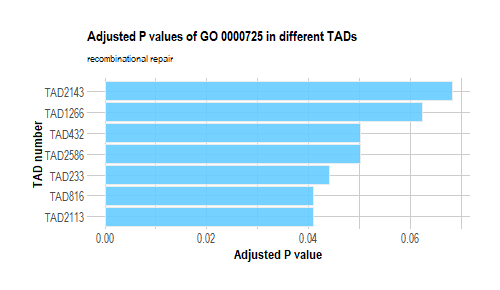 Adjusted P values of GO 0000725 in different TADs
recombinational repair
TAD number
TAD2143
TAD1266
TAD432
TAD2586
TAD233
TAD816
TAD2113
0.00 0.02 0.04 0.06
Adjusted P value